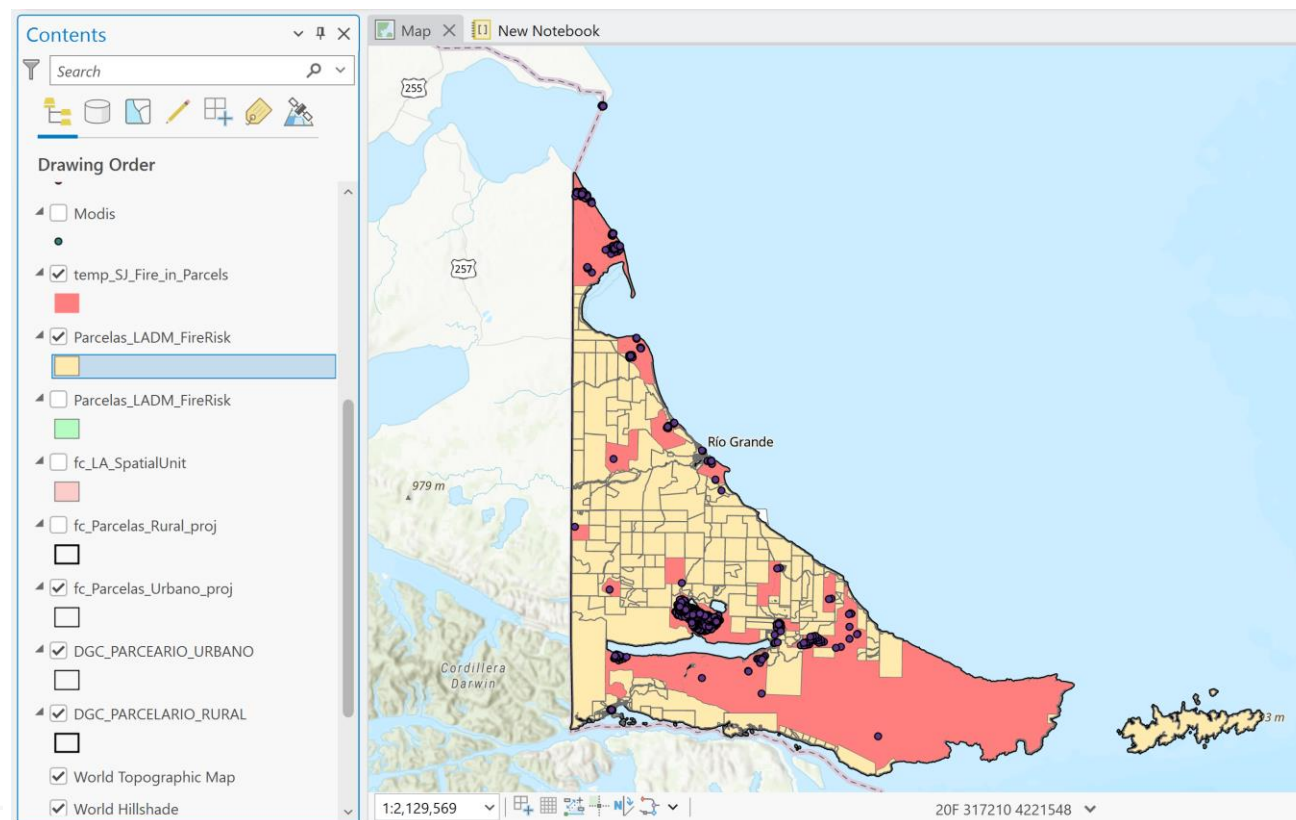 Contents
Search
Drawing Order
Modis
temp_SJ_Fire_in_Parcels
Parcelas_LADM_FireRisk
Parcelas_LADM_FireRisk
fc_LA_SpatialUnit
fc_Parcelas_Rural_proj
fc_Parcelas_Urbano_proj
DGC_PARCEARIO_URBANO
DGC_PARCELARIO_RURAL
World Topographic Map
World Hillshade
Map
New Notebook
255
257
Río Grande
979 m
Cordillera
Darwin
3 m
1:2,129,569
N
20F 317210 4221548